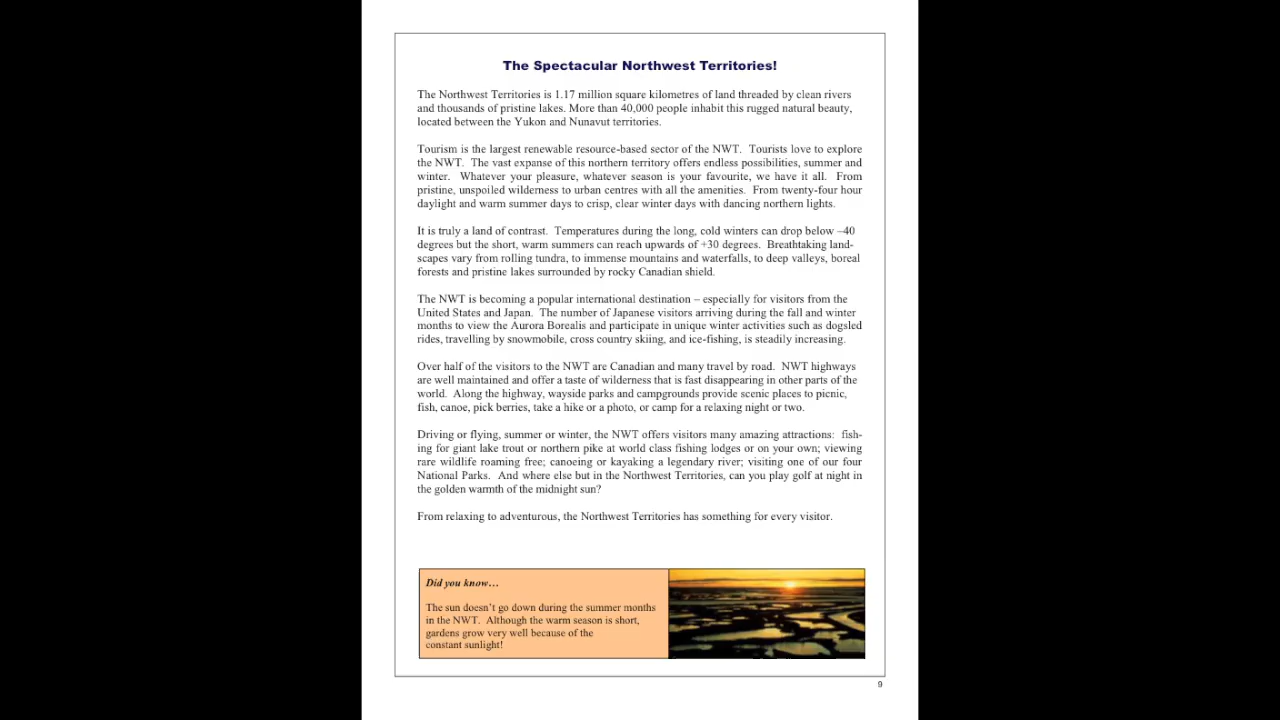 The Spectacular Northwest Territories!
The Northwest Territories is 1.17 million square kilometres of land threaded by clean rivers
and thousands of pristine lakes. More than 40,000 people inhabit this rugged natural beauty,
located between the Yukon and Nunavut territories.
Tourism is the largest renewable resource-based sector of the NWT.  Tourists love to explore
the NWT.  The vast expanse of this northern territory offers endless possibilities, summer and
winter.  Whatever your pleasure, whatever season is your favourite, we have it all.  From
pristine, unspoiled wilderness to urban centres with all the amenities.  From twenty-four hour
daylight and warm summer days to crisp, clear winter days with dancing northern lights.
It is truly a land of contrast.  Temperatures during the long, cold winters can drop below –40
degrees but the short, warm summers can reach upwards of +30 degrees.  Breathtaking land-
scapes vary from rolling tundra, to immense mountains and waterfalls, to deep valleys, boreal
forests and pristine lakes surrounded by rocky Canadian shield.
The NWT is becoming a popular international destination – especially for visitors from the
United States and Japan.  The number of Japanese visitors arriving during the fall and winter
months to view the Aurora Borealis and participate in unique winter activities such as dogsled
rides, travelling by snowmobile, cross country skiing, and ice-fishing, is steadily increasing.
Over half of the visitors to the NWT are Canadian and many travel by road.  NWT highways
are well maintained and offer a taste of wilderness that is fast disappearing in other parts of the
world.  Along the highway, wayside parks and campgrounds provide scenic places to picnic,
fish, canoe, pick berries, take a hike or a photo, or camp for a relaxing night or two.
Driving or flying, summer or winter, the NWT offers visitors many amazing attractions:  fish-
ing for giant lake trout or northern pike at world class fishing lodges or on your own; viewing
rare wildlife roaming free; canoeing or kayaking a legendary river; visiting one of our four
National Parks.  And where else but in the Northwest Territories, can you play golf at night in
the golden warmth of the midnight sun?
From relaxing to adventurous, the Northwest Territories has something for every visitor.
Did you know…
The sun doesn't go down during the summer months
in the NWT.  Although the warm season is short,
gardens grow very well because of the
constant sunlight!
9